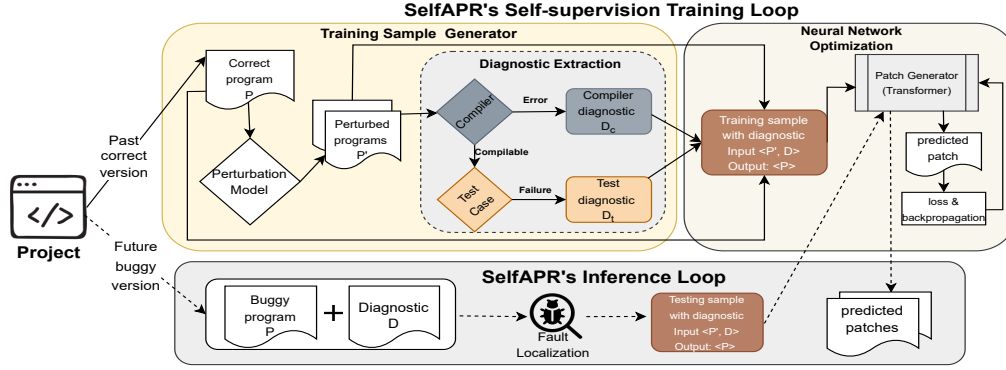 SelfAPR's Self-supervision Training Loop
Training Sample Generator
Neural Network
Optimization
Correct
program
P
Perturbation
Model
Perturbed
programs
P'
Diagnostic Extraction
Compiler
Error
Compiler
diagnostic
Dc
Compilable
Test
Case
Failure
Test
diagnostic
Dt
Training sample
with diagnostic
Input <P', D>
Output: <P>
Patch Generator
(Transformer)
predicted
patch
loss &
backpropagation
Past
correct
version
</>
Project
Future
buggy
version
SelfAPR's Inference Loop
Buggy
program
P
+
Diagnostic
D
Fault
Localization
Testing sample
with diagnostic
Input <P', D>
Output: <P>
predicted
patches